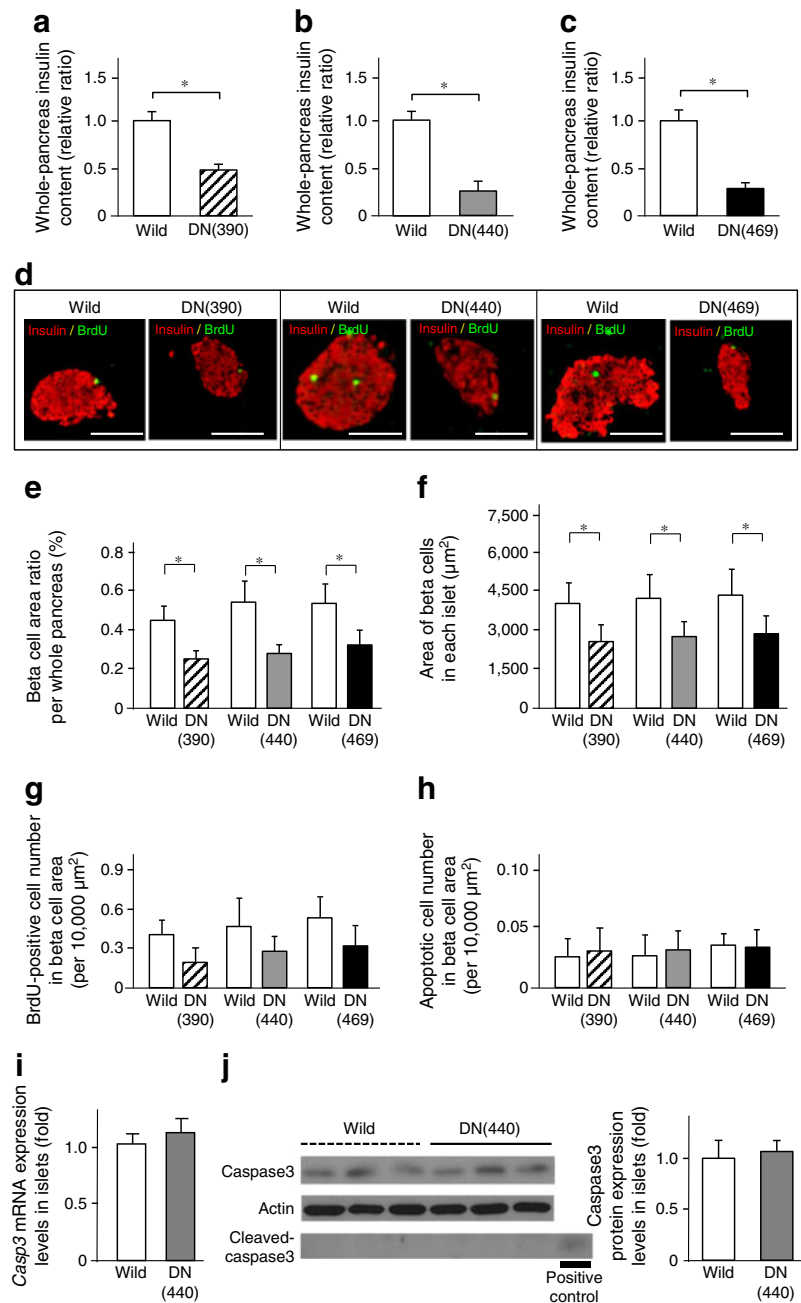 a
Whole-pancreas insulin
content (relative ratio)
1.5
1.0
0.5
0
*
Wild
DN(390)
b
Whole-pancreas insulin
content (relative ratio)
1.5
1.0
0.5
0
*
Wild
DN(440)
c
Whole-pancreas insulin
content (relative ratio)
1.5
1.0
0.5
0
*
Wild
DN(469)
d
Wild
DN(390)
Wild
DN(440)
Wild
DN(469)
Insulin / BrdU
Insulin / BrdU
Insulin / BrdU
Insulin / BrdU
Insulin / BrdU
Insulin / BrdU
e
Beta cell area ratio
per whole pancreas (%)
0.8
0.6
0.4
0.2
0
*
*
*
Wild DN Wild DN Wild DN
(390) (440) (469)
f
Area of beta cells
in each islet (µm²)
7,500
6,000
4,500
3,000
1,500
0
*
*
*
Wild DN Wild DN Wild DN
(390) (440) (469)
g
BrdU-positive cell number
in beta cell area
(per 10,000 µm²)
0.9
0.6
0.3
0
Wild DN Wild DN Wild DN
(390) (440) (469)
h
Apoptotic cell number
in beta cell area
(per 10,000 µm²)
0.10
0.05
0
Wild DN Wild DN Wild DN
(390) (440) (469)
i
Casp3 mRNA expression
levels in islets (fold)
1.0
0.5
0
Wild DN
(440)
j
Wild
DN(440)
Caspase3
Actin
Cleaved-
caspase3
Positive
control
Caspase3
protein expression
levels in islets (fold)
1.0
0.5
0
Wild DN
(440)